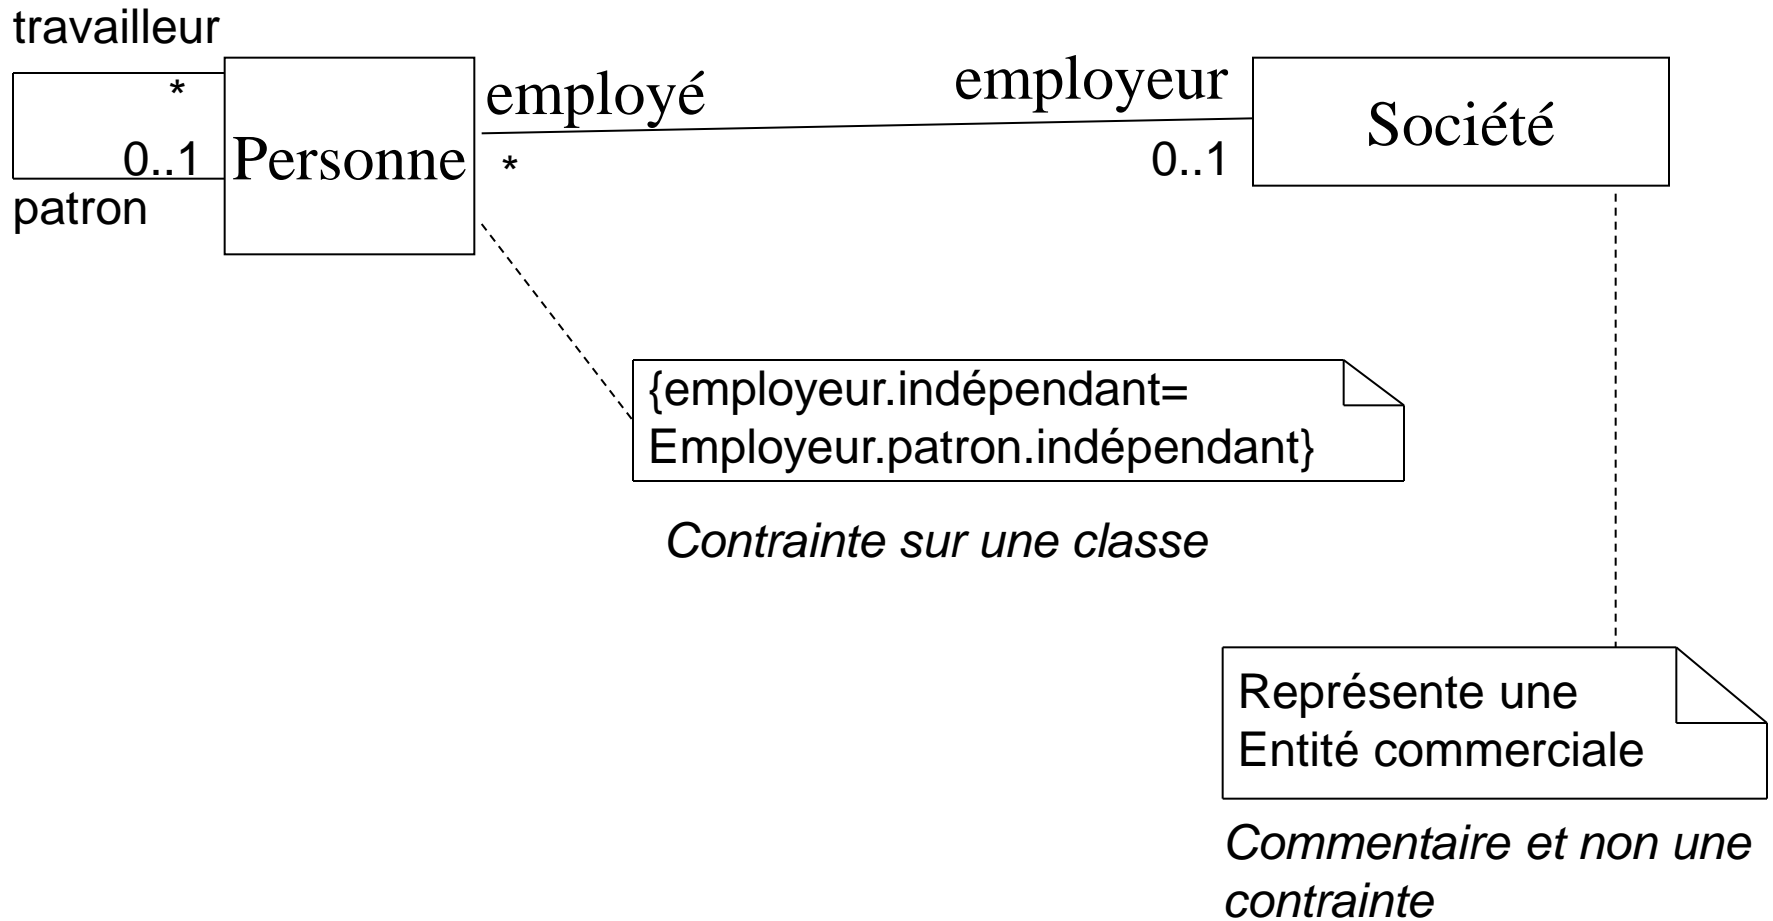 travailleur
*
0..1
patron
Personne
employé
*
employeur
0..1
Société
{employeur.indépendant=
Employeur.patron.indépendant}
Contrainte sur une classe
Représente une
Entité commerciale
Commentaire et non une
contrainte